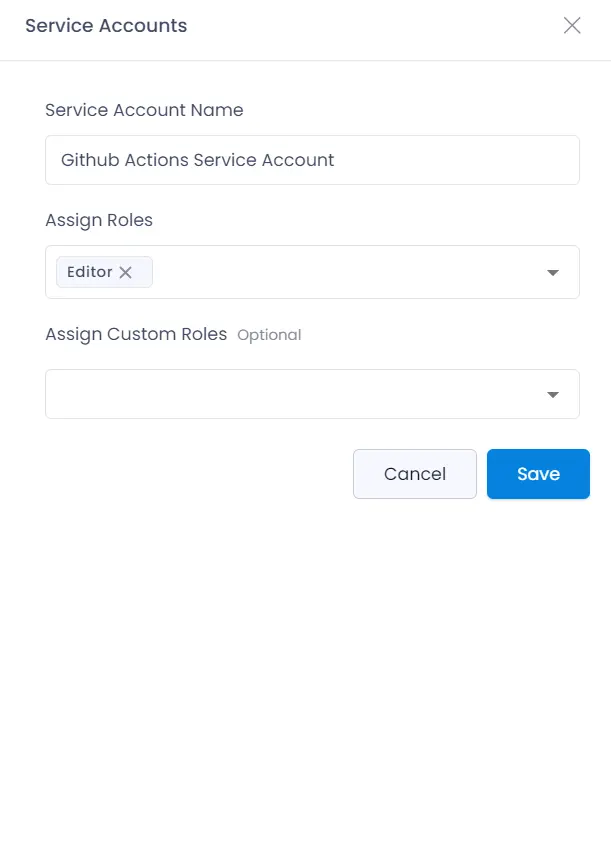 Service Accounts
Service Account Name
Github Actions Service Account
Assign Roles
Editor
Assign Custom Roles Optional
Cancel Save